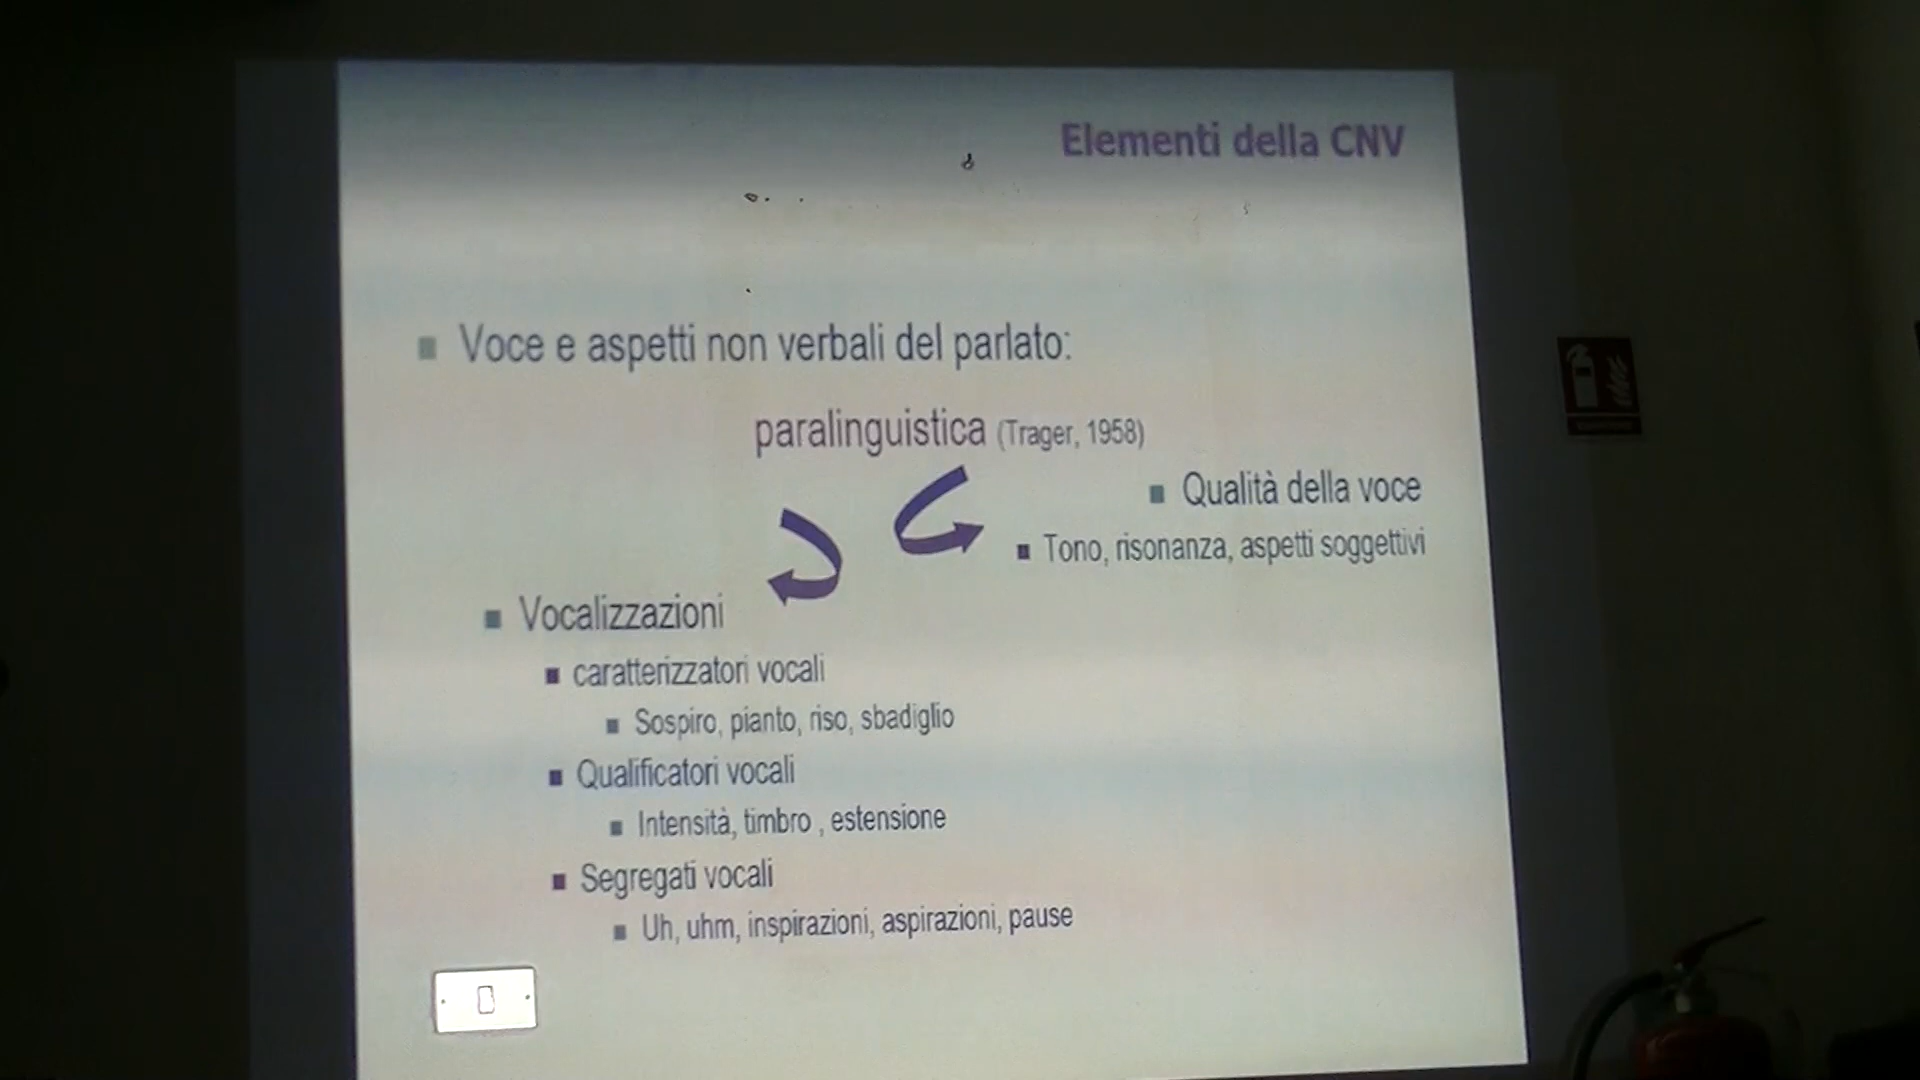 Elementi della CNV
Voce e aspetti non verbali del parlato:
paralinguistica (Trager, 1958)
Qualità della voce
Tono, risonanza, aspetti soggettivi
Vocalizzazioni
caratterizzatori vocali
Sospiro, pianto, riso, sbadiglio
Qualificatori vocali
Intensità, timbro , estensione
Segregati vocali
Uh, uhm, inspirazioni, aspirazioni, pause